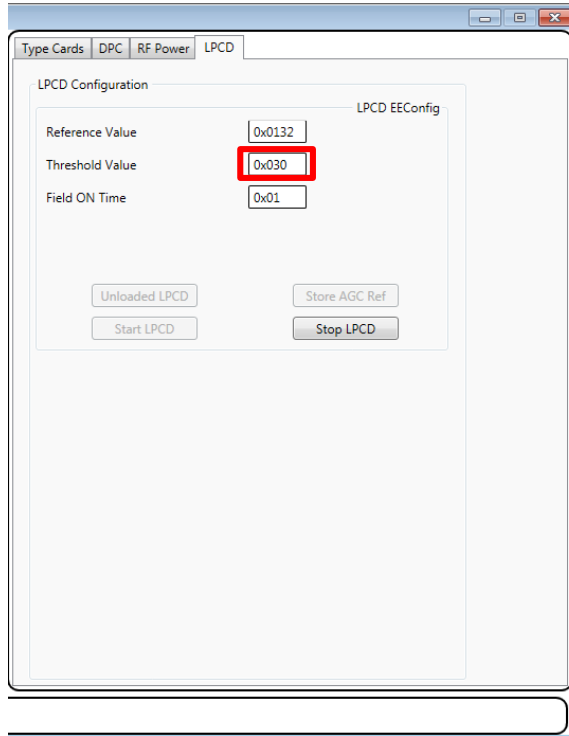 Type Cards DPC RF Power LPCD
LPCD Configuration
LPCD EEConfig
Reference Value 0x0132
Threshold Value 0x030
Field ON Time 0x01
Unloaded LPCD Store AGC Ref
Start LPCD Stop LPCD